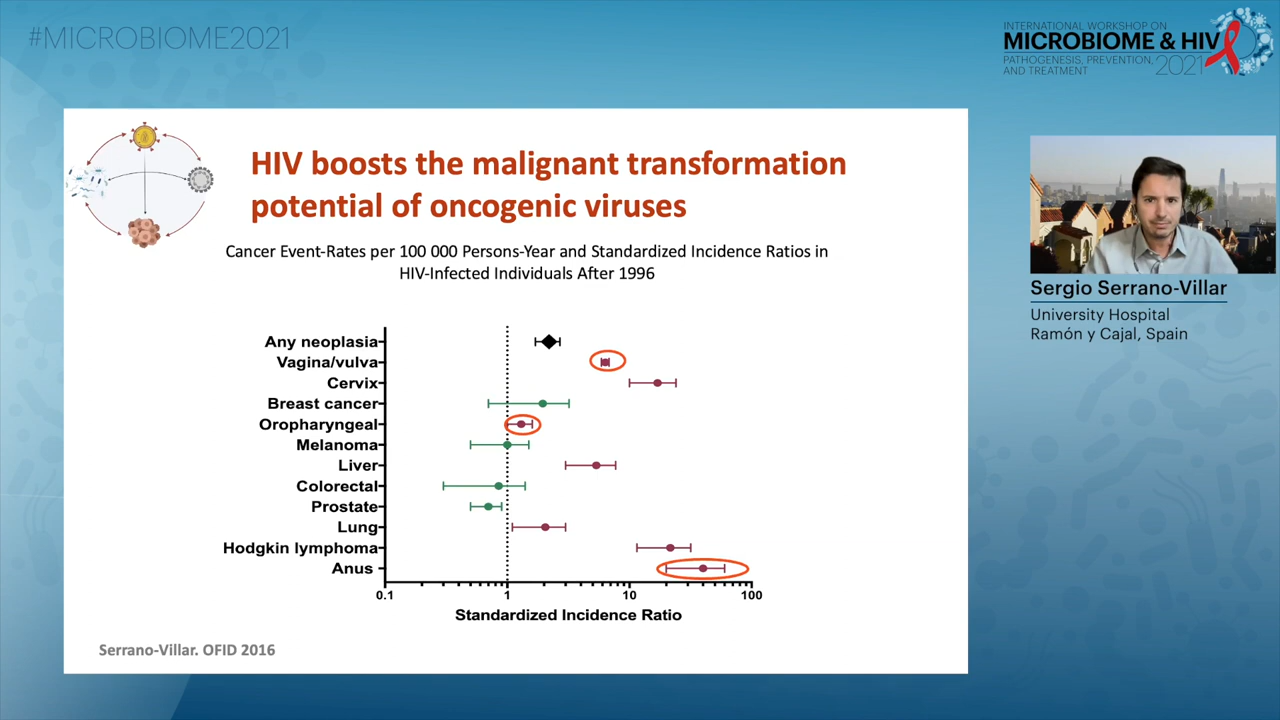 #MICROBIOME2021
INTERNATIONAL WORKSHOP ON
MICROBIOME & HIV
PATHOGENESIS, PREVENTION,
AND TREATMENT 2021
HIV boosts the malignant transformation
potential of oncogenic viruses
Cancer Event-Rates per 100 000 Persons-Year and Standardized Incidence Ratios in
HIV-Infected Individuals After 1996
Any neoplasia
Vagina/vulva
Cervix
Breast cancer
Oropharyngeal
Melanoma
Liver
Colorectal
Prostate
Lung
Hodgkin lymphoma
Anus
0.1 1 10 100
Standardized Incidence Ratio
Serrano-Villar. OFID 2016
Sergio Serrano-Villar
University Hospital
Ramón y Cajal, Spain